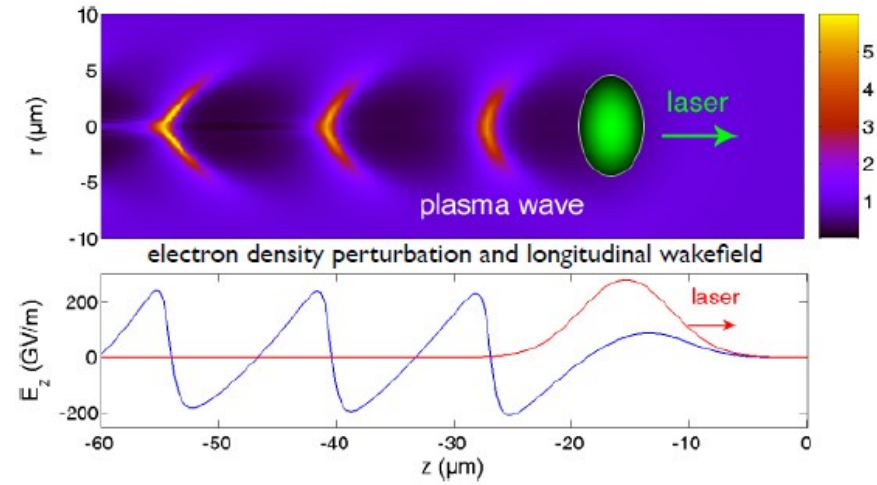 10
5
0
-5
-10
r (μm)
laser
plasma wave
5
4
3
2
1
electron density perturbation and longitudinal wakefield
200
0
-200
E_z (GV/m)
laser
-60 -50 -40 -30 -20 -10 0
z (μm)